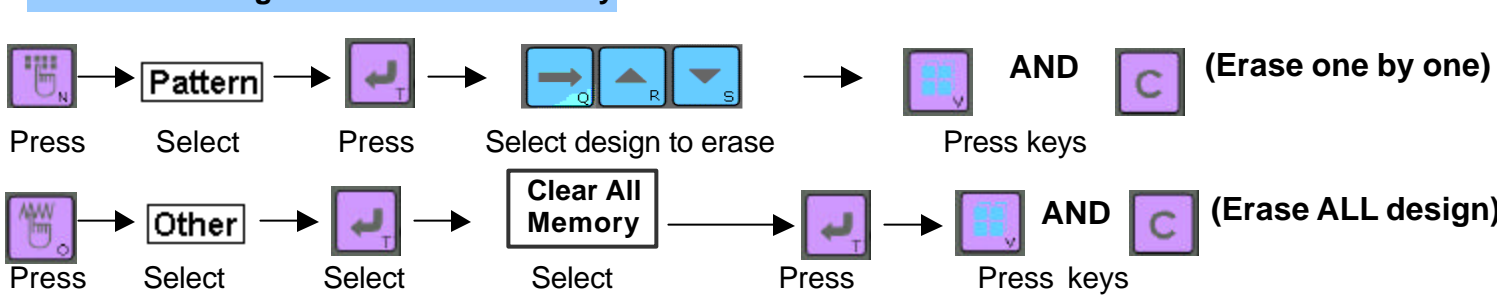 N Pattern T Q R S V AND C (Erase one by one)
Press Select Press Select design to erase Press keys
Clear All
Memory
O Other T T V AND C (Erase ALL design)
Press Select Select Select Press Press keys